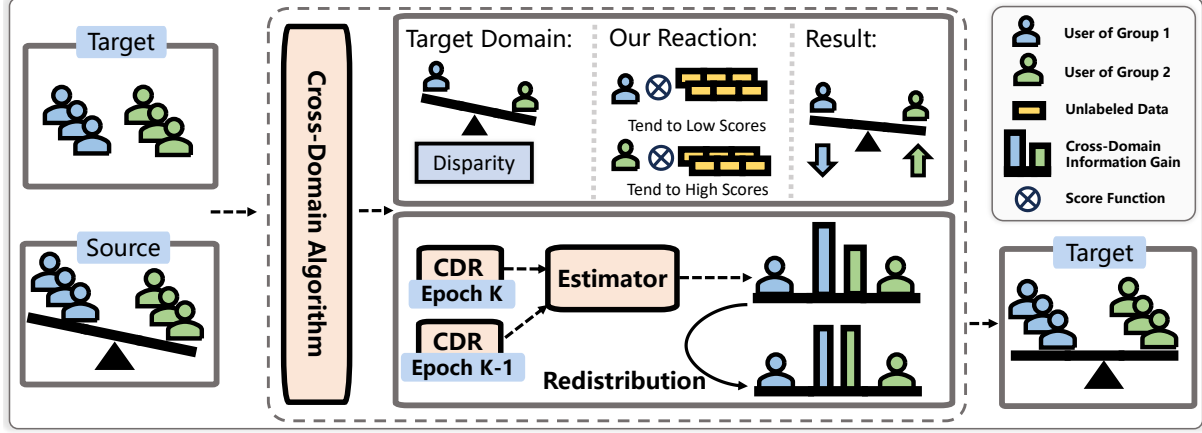 Target
Source
Cross-Domain Algorithm
Target Domain:
Disparity
Our Reaction:
Tend to Low Scores
Tend to High Scores
Result:
CDR
Epoch K
CDR
Epoch K-1
Estimator
Redistribution
User of Group 1
User of Group 2
Unlabeled Data
Cross-Domain
Information Gain
Score Function
Target